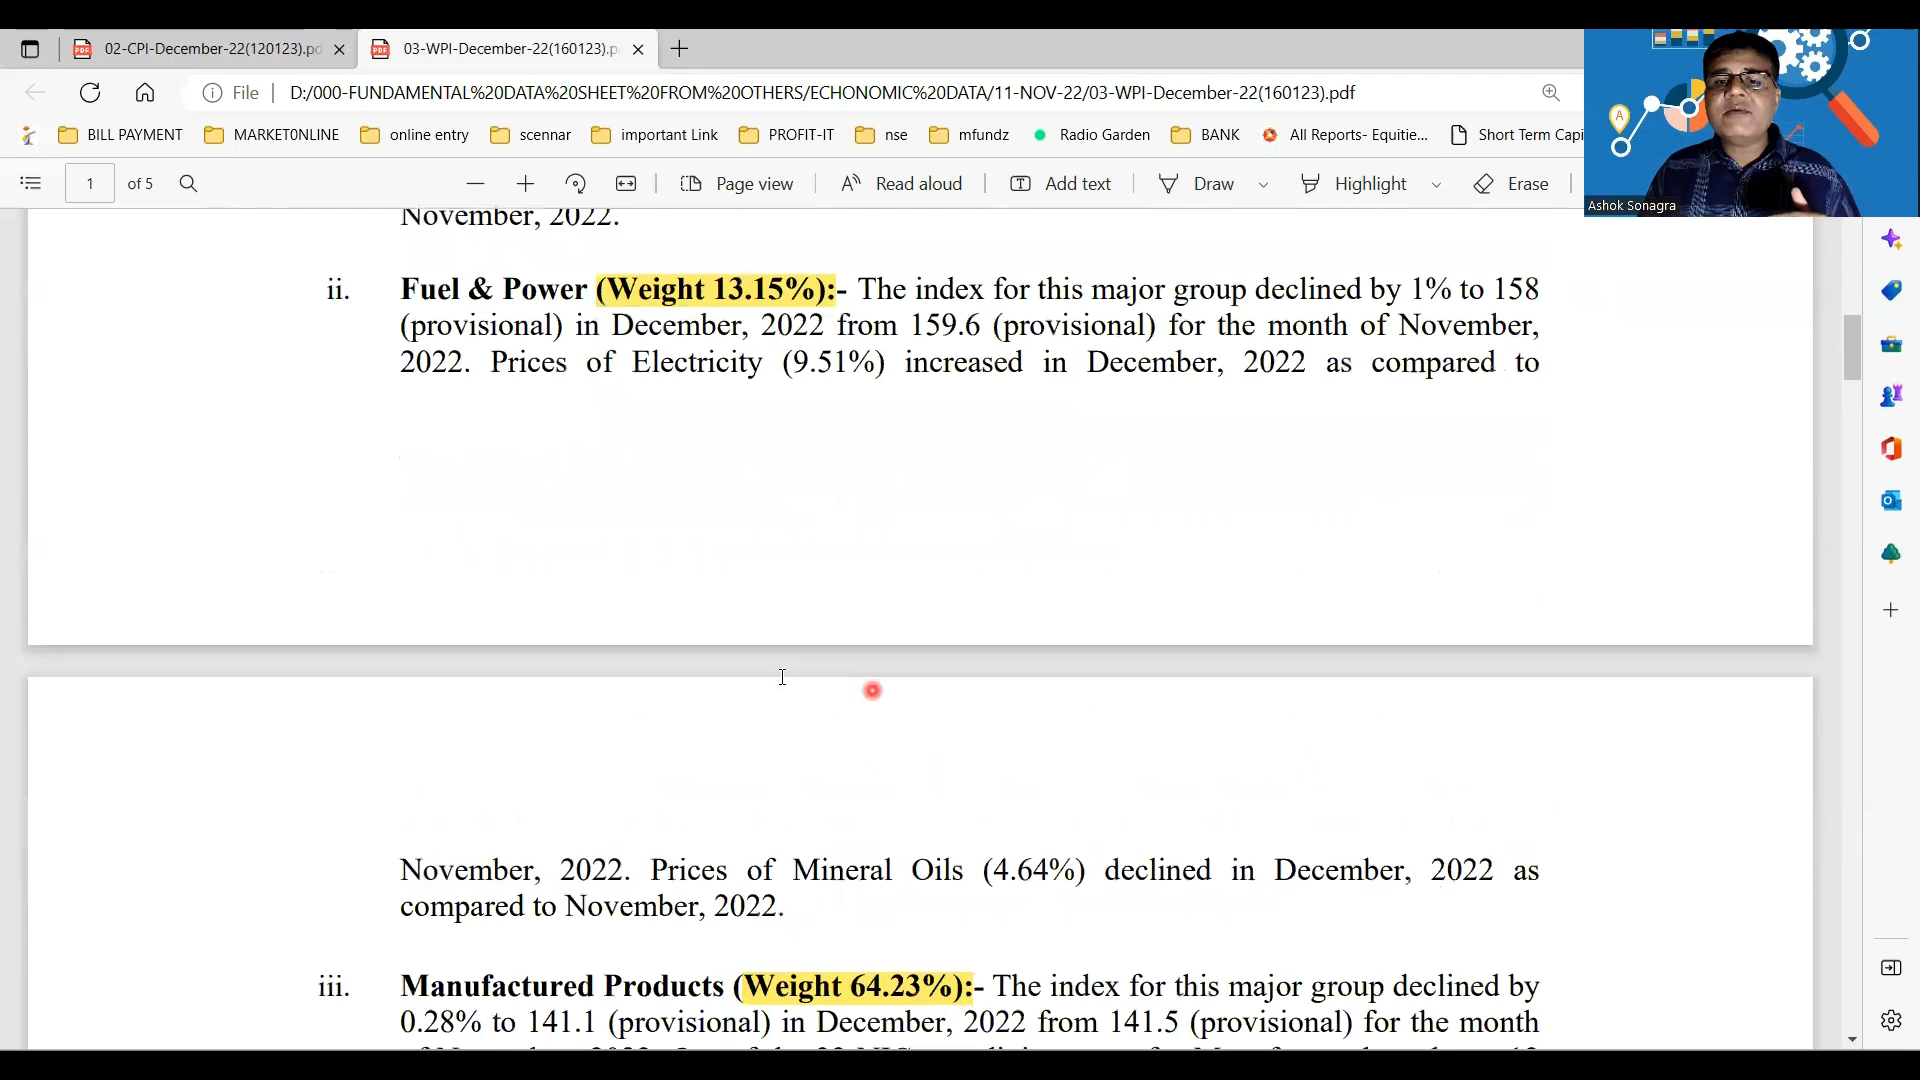 02-CPI-December-22(120123).pd
03-WPI-December-22(160123).p
File
D:/000-FUNDAMENTAL%20DATA%20SHEET%20FROM%20OTHERS/ECHONOMIC%20DATA/11-NOV-22/03-WPI-December-22(160123).pdf
BILL PAYMENT MARKET0NLINE online entry scennar important Link PROFIT-IT nse mfundz Radio Garden BANK All Reports- Equitie... Short Term Capi
1 of 5 Page view Read aloud Add text Draw Highlight Erase
A
Ashok Sonagra
November, 2022.
ii. Fuel & Power (Weight 13.15%):- The index for this major group declined by 1% to 158
(provisional) in December, 2022 from 159.6 (provisional) for the month of November,
2022. Prices of Electricity (9.51%) increased in December, 2022 as compared to
November, 2022. Prices of Mineral Oils (4.64%) declined in December, 2022 as
compared to November, 2022.
iii. Manufactured Products (Weight 64.23%):- The index for this major group declined by
0.28% to 141.1 (provisional) in December, 2022 from 141.5 (provisional) for the month